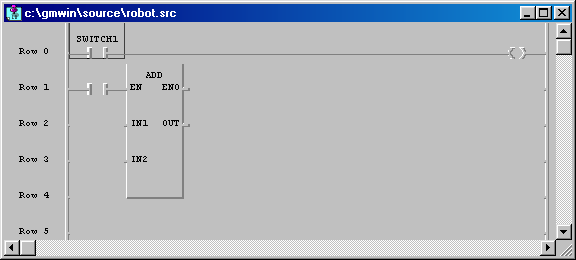 c:\gmwin\source\robot.src
SWITCH1
Row 0
ADD
Row 1 EN ENO
Row 2 IN1 OUT
Row 3 IN2
Row 4
Row 5